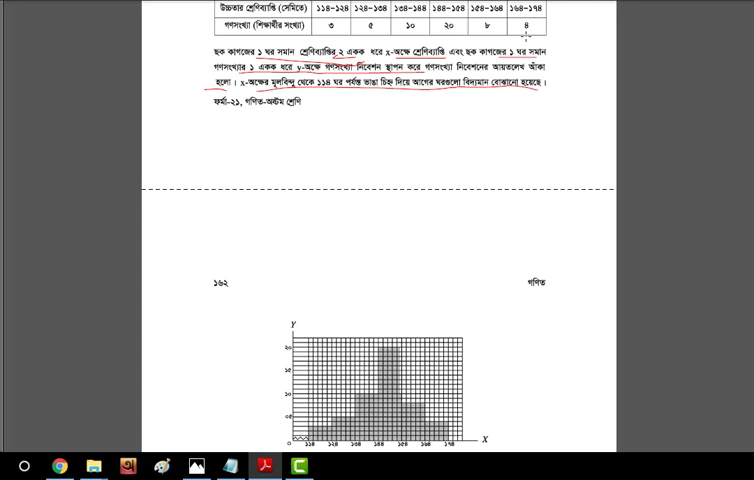 উচ্চতার শ্রেণিব্যাপ্তি (সেমিতে) ১১৪-১২৪ ১২৪-১৩৪ ১৩৪-১৪৪ ১৪৪-১৫৪ ১৫৪-১৬৪ ১৬৪-১৭৪
গণসংখ্যা (শিক্ষার্থীর সংখ্যা) ৩ ৫ ১০ ২০ ৮ ৪
ছক কাগজের ১ ঘর সমান শ্রেণিব্যাপ্তির ২ একক ধরে x-অক্ষে শ্রেণিব্যাপ্তি এবং ছক কাগজের ১ ঘর সমান
গণসংখ্যার ১ একক ধরে y-অক্ষে গণসংখ্যা নিবেশন স্থাপন করে গণসংখ্যা নিবেশনের আয়তলেখ আঁকা
হলো। x-অক্ষের মূলবিন্দু থেকে ১১৪ ঘর পর্যন্ত ভাঙা চিহ্ন দিয়ে আগের ঘরগুলো বিদ্যমান বোঝানো হয়েছে।
ফর্মা-২১, গণিত-অষ্টম শ্রেণি
১৬২ গণিত
Y
২০
১৫
১০
০৫
০ ১১৪ ১২৪ ১৩৪ ১৪৪ ১৫৪ ১৬৪ ১৭৪ X